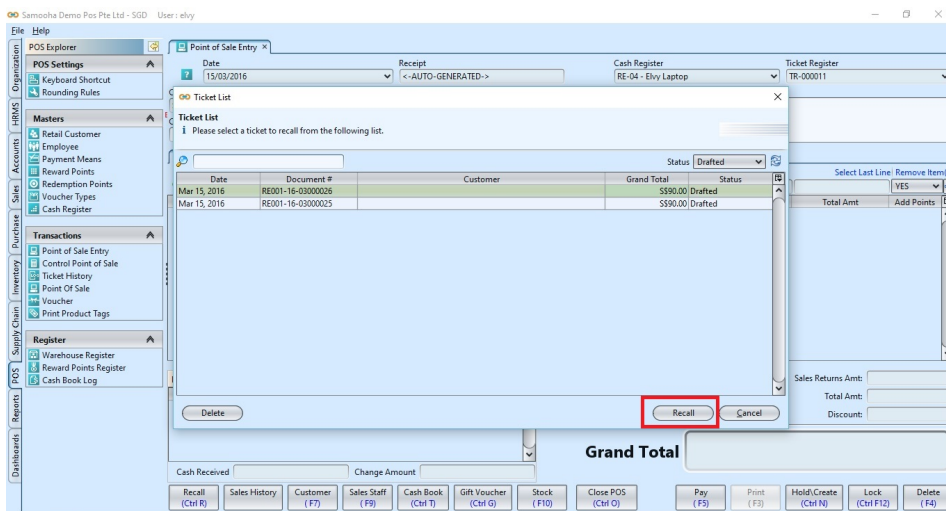 Samooha Demo Pos Pte Ltd - SGD User: elvy
File Help
Organization
HRMS
Accounts
Sales
Purchase
Inventory
Supply Chain
POS
Reports
Dashboards
POS Explorer
POS Settings
Keyboard Shortcut
Rounding Rules
Masters
Retail Customer
Employee
Payment Means
Reward Points
Redemption Points
Voucher Types
Cash Register
Transactions
Point of Sale Entry
Control Point of Sale
Ticket History
Point Of Sale
Voucher
Print Product Tags
Register
Warehouse Register
Reward Points Register
Cash Book Log
Point of Sale Entry
Date Receipt Cash Register Ticket Register
15/03/2016 <-AUTO-GENERATED-> RE-04 - Elvy Laptop TR-000011
Ticket List
Ticket List
Please select a ticket to recall from the following list.
Status Drafted
Date Document # Customer Grand Total Status
Mar 15, 2016 RE001-16-03000026 S$90.00 Drafted
Mar 15, 2016 RE001-16-03000025 S$90.00 Drafted
Delete Recall Cancel
Select Last Line Remove Item(
YES
Total Amt Add Points
Sales Returns Amt:
Total Amt:
Discount:
Grand Total
Cash Received Change Amount
Recall (Ctrl R)
Sales History
Customer (F7)
Sales Staff (F9)
Cash Book (Ctrl T)
Gift Voucher (Ctrl G)
Stock (F10)
Close POS (Ctrl O)
Pay (F5)
Print (F3)
Hold\Create (Ctrl N)
Lock (Ctrl F12)
Delete (F4)